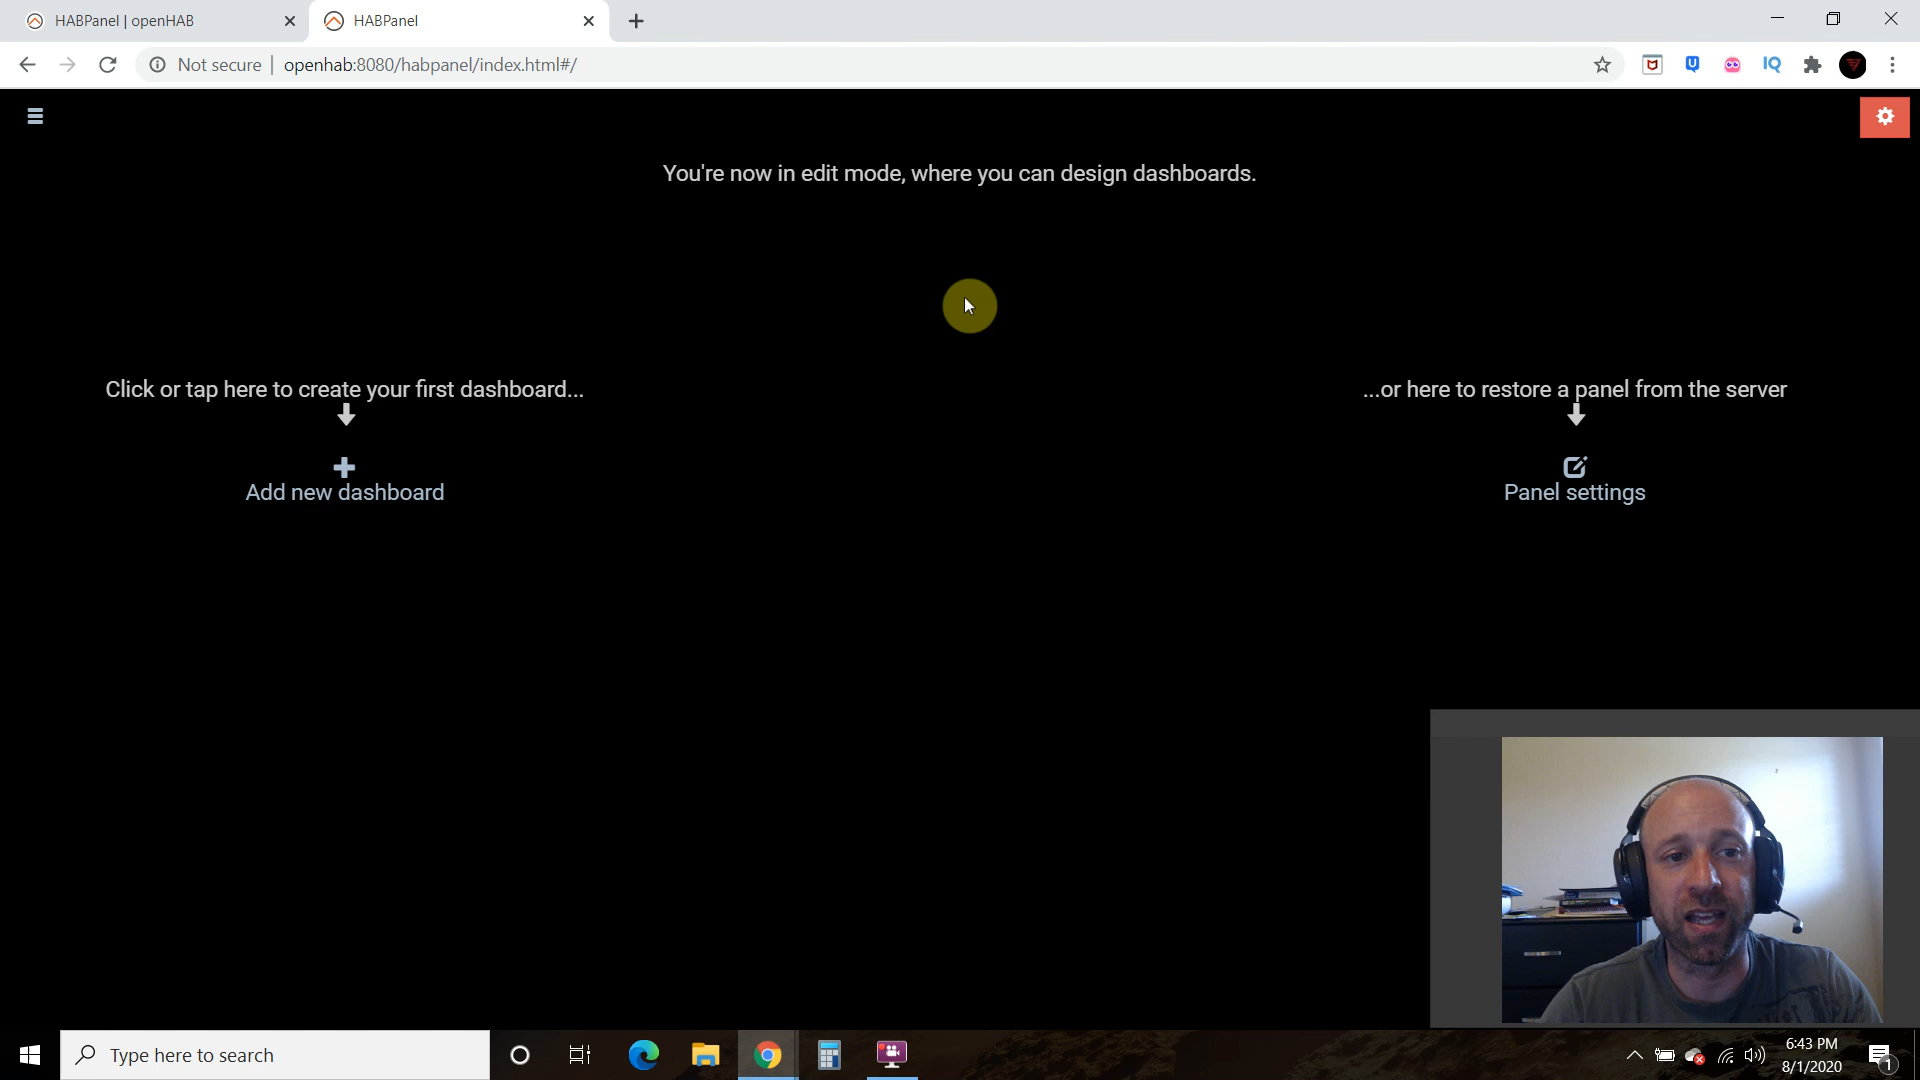 HABPanel | openHAB
HABPanel
Not secure
openhab:8080/habpanel/index.html#/
IQ
You're now in edit mode, where you can design dashboards.
Click or tap here to create your first dashboard...
...or here to restore a panel from the server
Add new dashboard
Panel settings
Type here to search
6:43 PM
8/1/2020
1